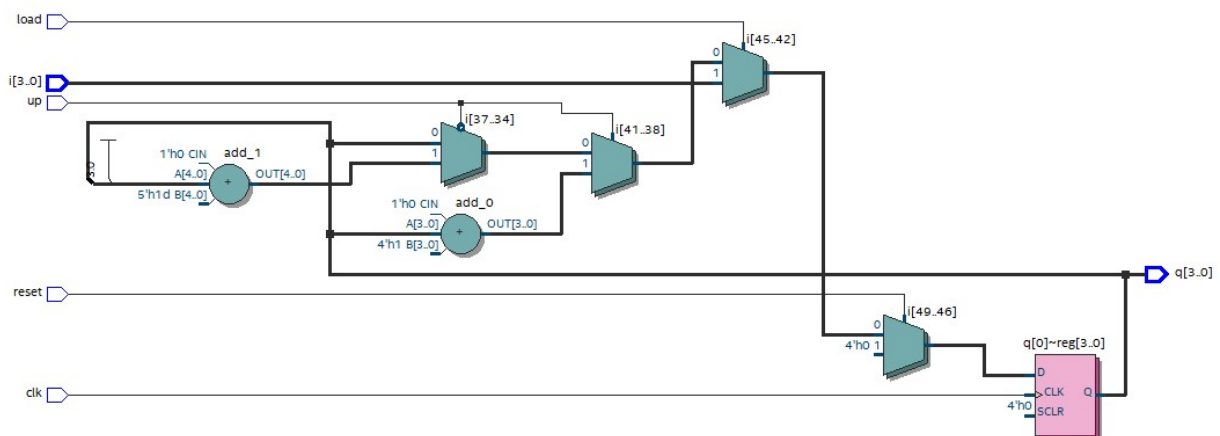 load
i[45..42]
0
1
i[3..0]
up
i[37..34]
i[41..38]
0
1
0
1
3:0
1'h0 CIN
add_1
A[4..0]
OUT[4..0]
5'h1d B[4..0]
+
1'h0 CIN
add_0
A[3..0]
OUT[3..0]
4'h1 B[3..0]
+
q[3..0]
reset
i[49..46]
0
4'h0 1
q[0]~reg[3..0]
D
clk
CLK
Q
4'h0
SCLR